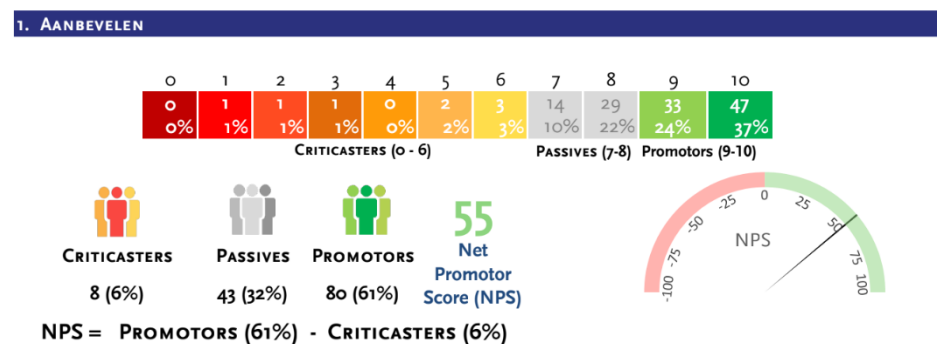 1. Aanbevelen
0 1 2 3 4 5 6 7 8 9 10
0 1 1 1 0 2 3 14 29 33 47
0% 1% 1% 1% 0% 2% 3% 10% 22% 24% 37%
Criticasters (0 - 6) Passives (7-8) Promotors (9-10)
55
Net
Promotor
Score (NPS)
Criticasters Passives Promotors
8 (6%) 43 (32%) 80 (61%)
NPS = Promotors (61%) - Criticasters (6%)
-100 -75 -50 -25 0 25 50 75 100
NPS